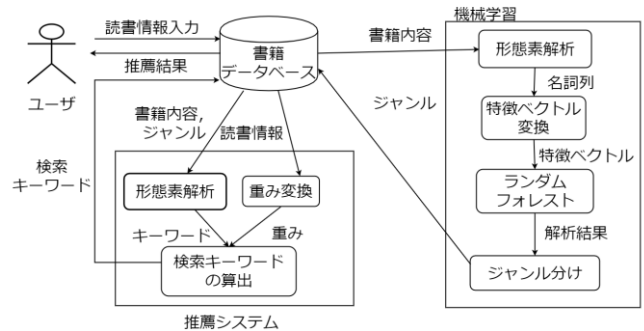 機械学習
読書情報入力
推薦結果
ユーザ
書籍
データベース
書籍内容
形態素解析
名詞列
特徴ベクトル
変換
特徴ベクトル
ランダム
フォレスト
解析結果
ジャンル分け
ジャンル
書籍内容,
ジャンル
読書情報
検索
キーワード
形態素解析
重み変換
キーワード
重み
検索キーワード
の算出
推薦システム